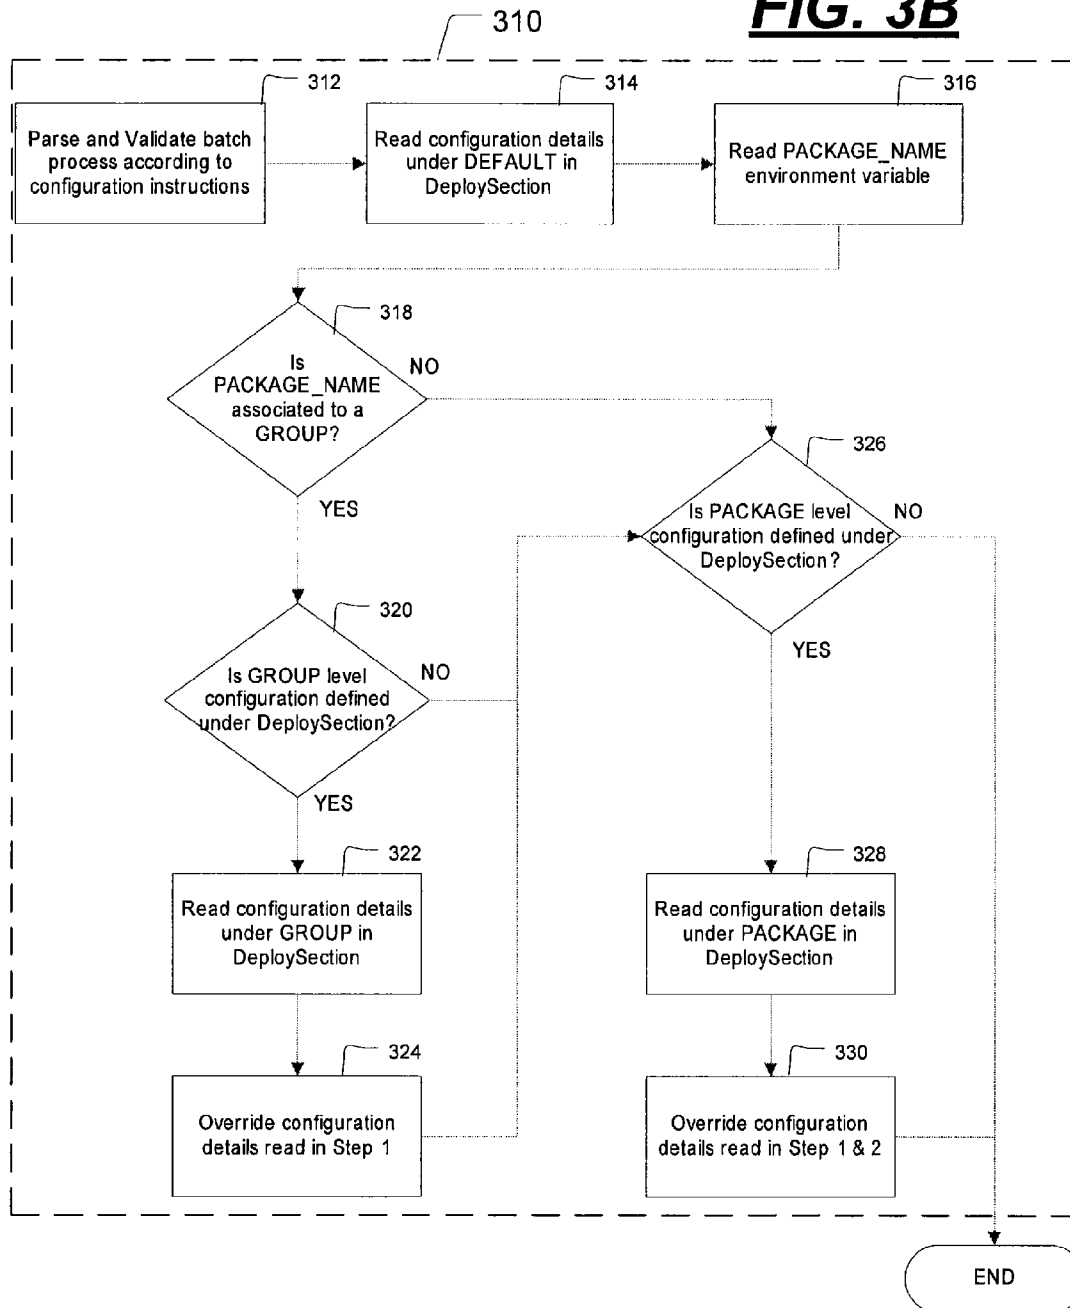 FIG. 3B
310
312
314
316
Parse and Validate batch
process according to
configuration instructions
Read configuration details
under DEFAULT in
DeploySection
Read PACKAGE_NAME
environment variable
318
Is
PACKAGE_NAME
associated to a
GROUP?
NO
YES
326
Is PACKAGE level
configuration defined under
DeploySection?
NO
YES
320
Is GROUP level
configuration defined
under DeploySection?
NO
YES
322
Read configuration details
under GROUP in
DeploySection
328
Read configuration details
under PACKAGE in
DeploySection
324
Override configuration
details read in Step 1
330
Override configuration
details read in Step 1 & 2
END